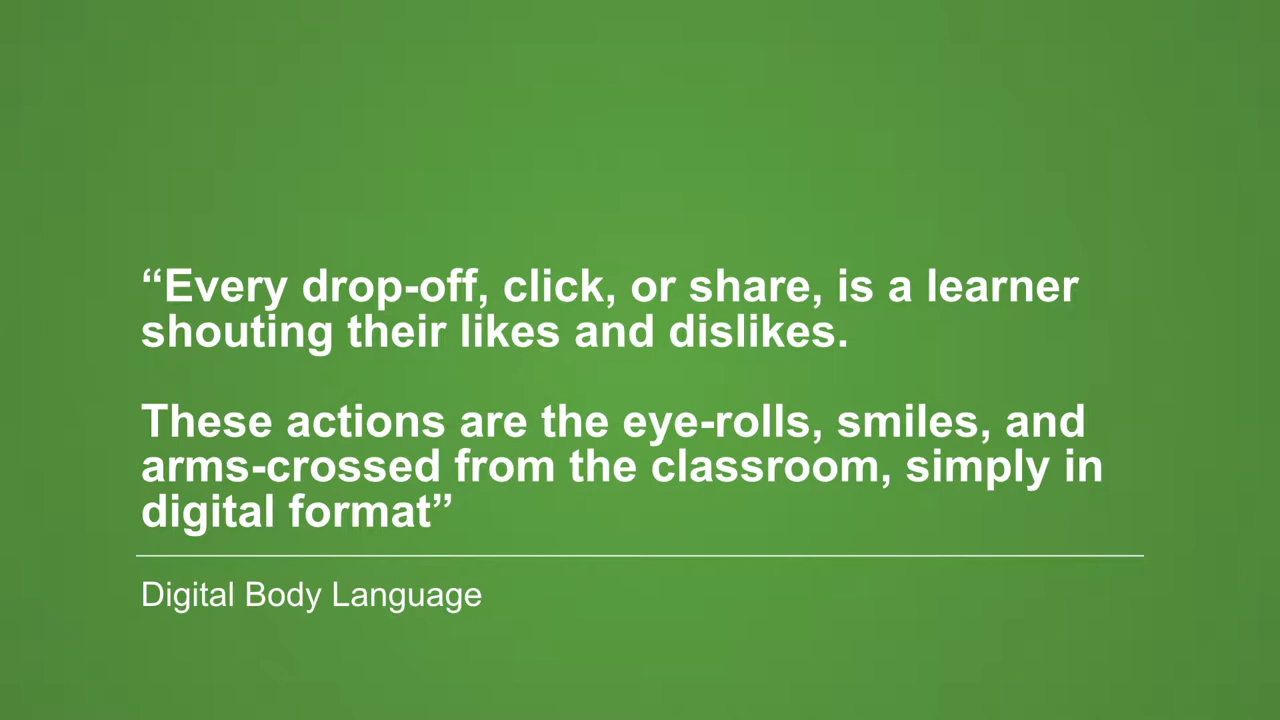 “Every drop-off, click, or share, is a learner
shouting their likes and dislikes.
These actions are the eye-rolls, smiles, and
arms-crossed from the classroom, simply in
digital format”
Digital Body Language